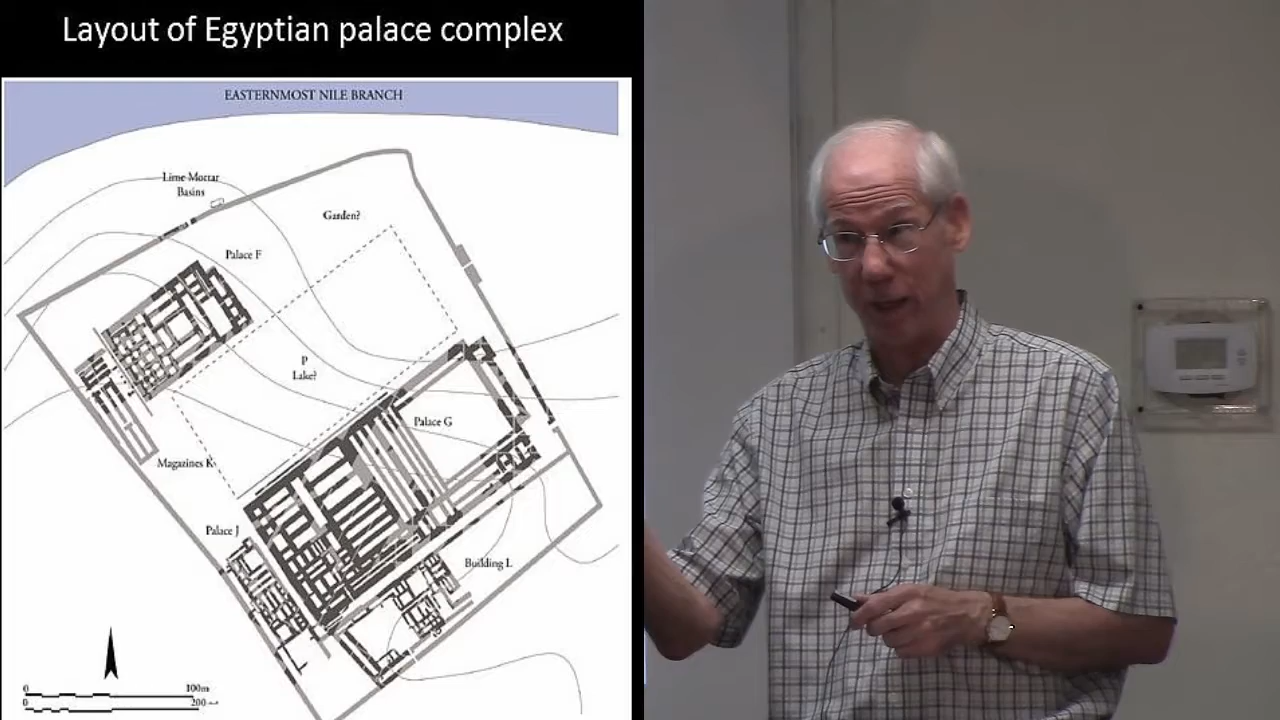 Layout of Egyptian palace complex
EASTERNMOST NILE BRANCH
Lime Mortar
Basins
Garden?
Palace F
P
Lake?
Palace G
Magazines K
Palace J
Building L
0 100m
0 200